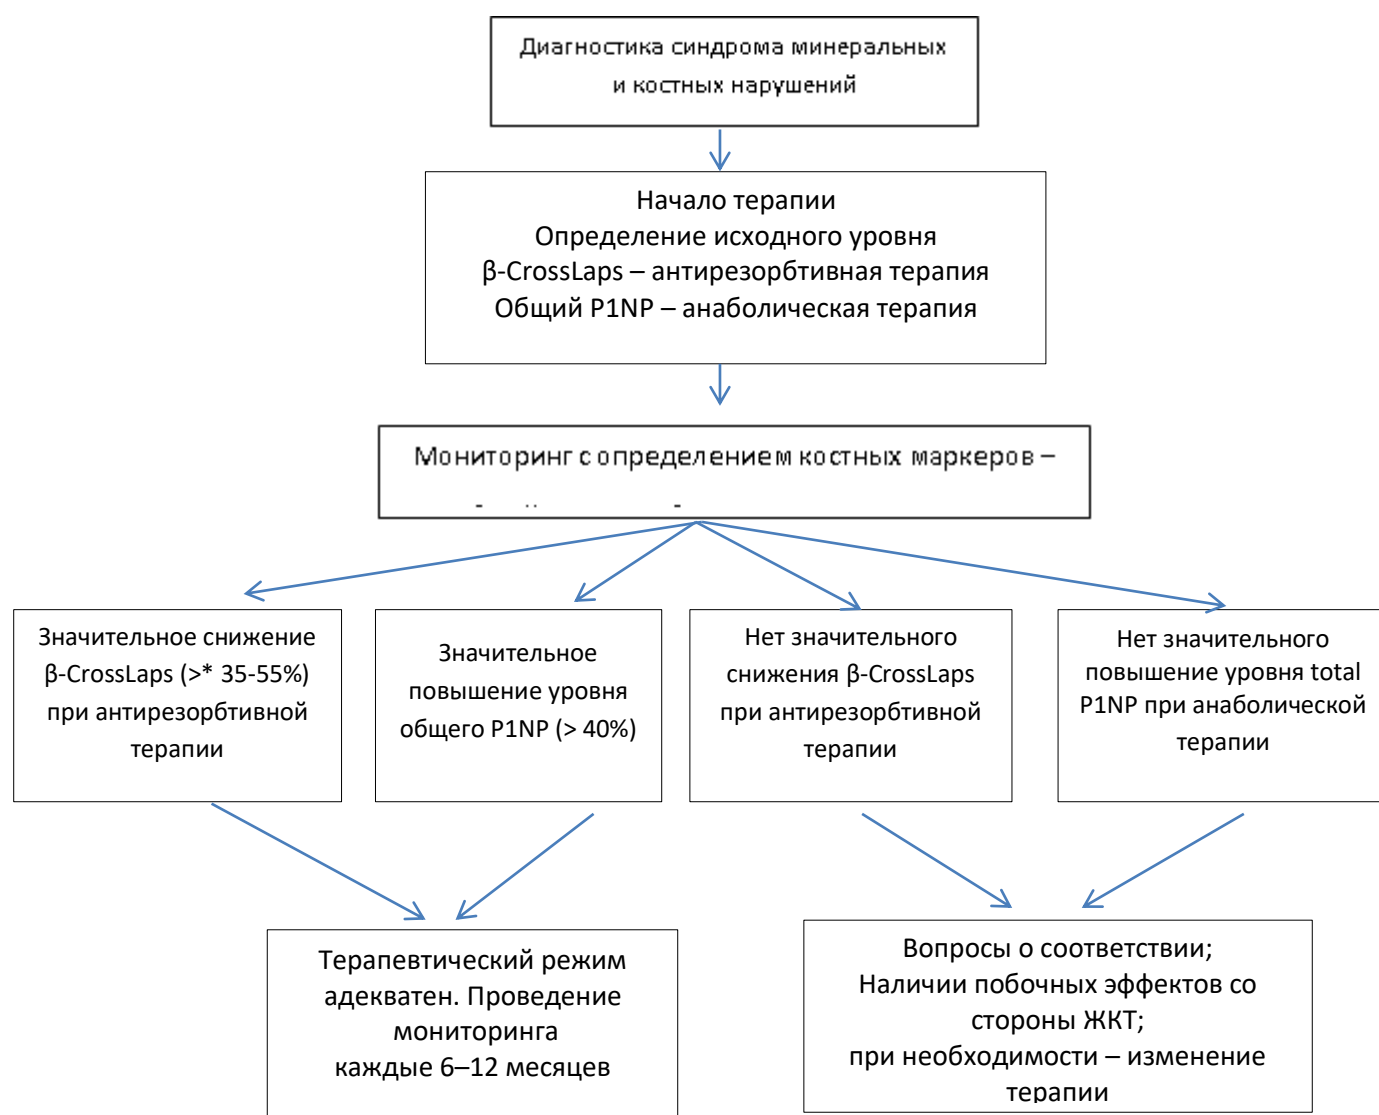 Диагностика синдрома минеральных
и костных нарушений
Начало терапии
Определение исходного уровня
β-CrossLaps – антирезорбтивная терапия
Общий P1NP – анаболическая терапия
Мониторинг с определением костных маркеров –
Значительное снижение
β-CrossLaps (>* 35-55%)
при антирезорбтивной
терапии
Значительное
повышение уровня
общего P1NP (> 40%)
Нет значительного
снижения β-CrossLaps
при антирезорбтивной
терапии
Нет значительного
повышение уровня total
P1NP при анаболической
терапии
Терапевтический режим
адекватен. Проведение
мониторинга
каждые 6–12 месяцев
Вопросы о соответствии;
Наличии побочных эффектов со
стороны ЖКТ;
при необходимости – изменение
терапии